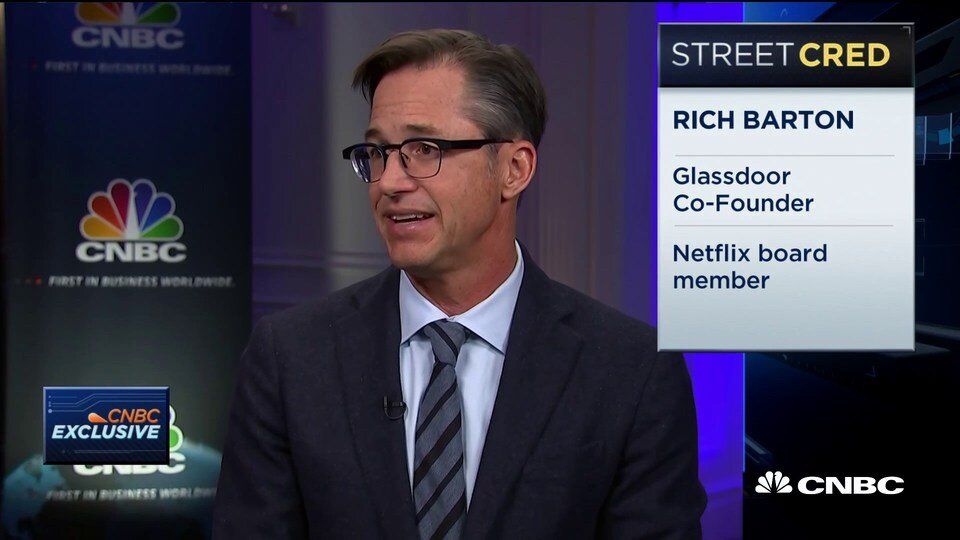 CNBC
FIRST IN BUSINESS WORLDWIDE.
CNBC
FIRST IN BUSINESS WORLDWIDE.
CNBC
EXCLUSIVE
CNBC
FIRST IN BUSINESS WORLDWIDE.
STREET CRED
RICH BARTON
Glassdoor
Co-Founder
Netflix board
member
CNBC